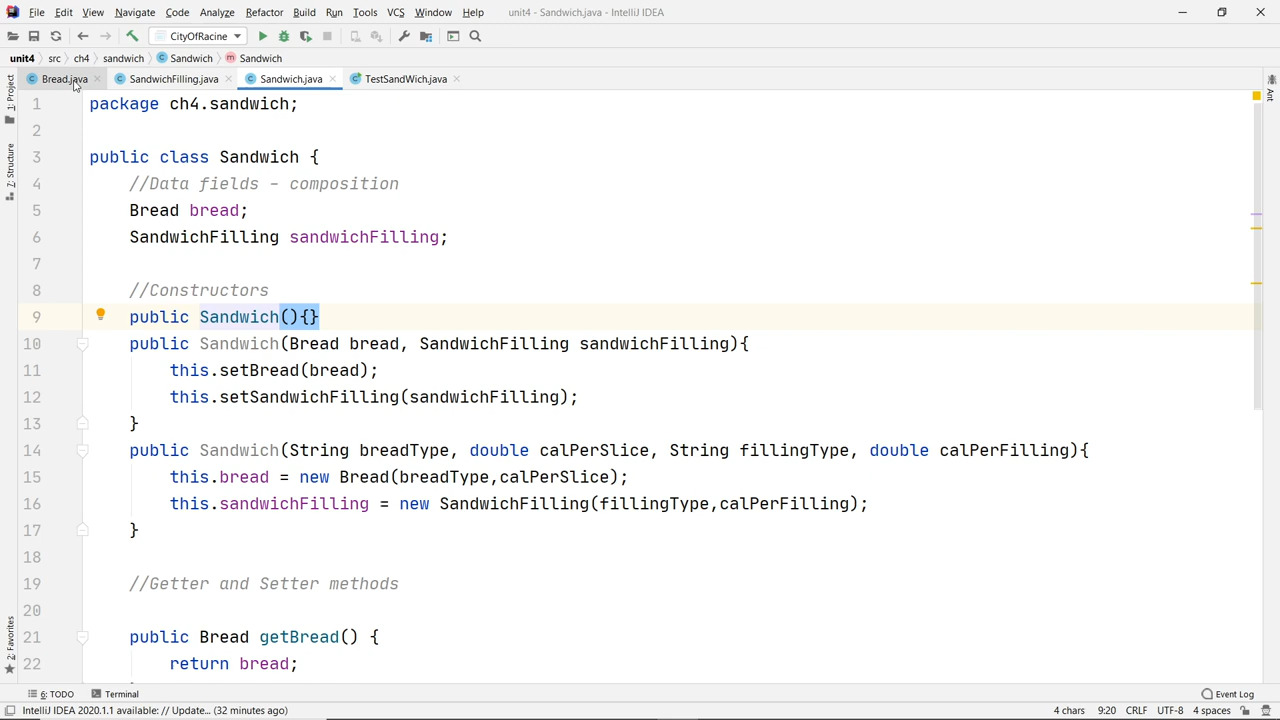 File Edit View Navigate Code Analyze Refactor Build Run Tools VCS Window Help unit4 - Sandwich.java - IntelliJ IDEA
CityOfRacine
unit4 src ch4 sandwich Sandwich Sandwich
Bread.java SandwichFilling.java Sandwich.java TestSandWich.java
1: Project
Z: Structure
2: Favorites
Ant
1 package ch4.sandwich;
2
3 public class Sandwich {
4 //Data fields - composition
5 Bread bread;
6 SandwichFilling sandwichFilling;
7
8 //Constructors
9 public Sandwich(){}
10 public Sandwich(Bread bread, SandwichFilling sandwichFilling){
11 this.setBread(bread);
12 this.setSandwichFilling(sandwichFilling);
13 }
14 public Sandwich(String breadType, double calPerSlice, String fillingType, double calPerFilling){
15 this.bread = new Bread(breadType,calPerSlice);
16 this.sandwichFilling = new SandwichFilling(fillingType,calPerFilling);
17 }
18
19 //Getter and Setter methods
20
21 public Bread getBread() {
22 return bread;
6: TODO Terminal Event Log
IntelliJ IDEA 2020.1.1 available: // Update... (32 minutes ago) 4 chars 9:20 CRLF UTF-8 4 spaces